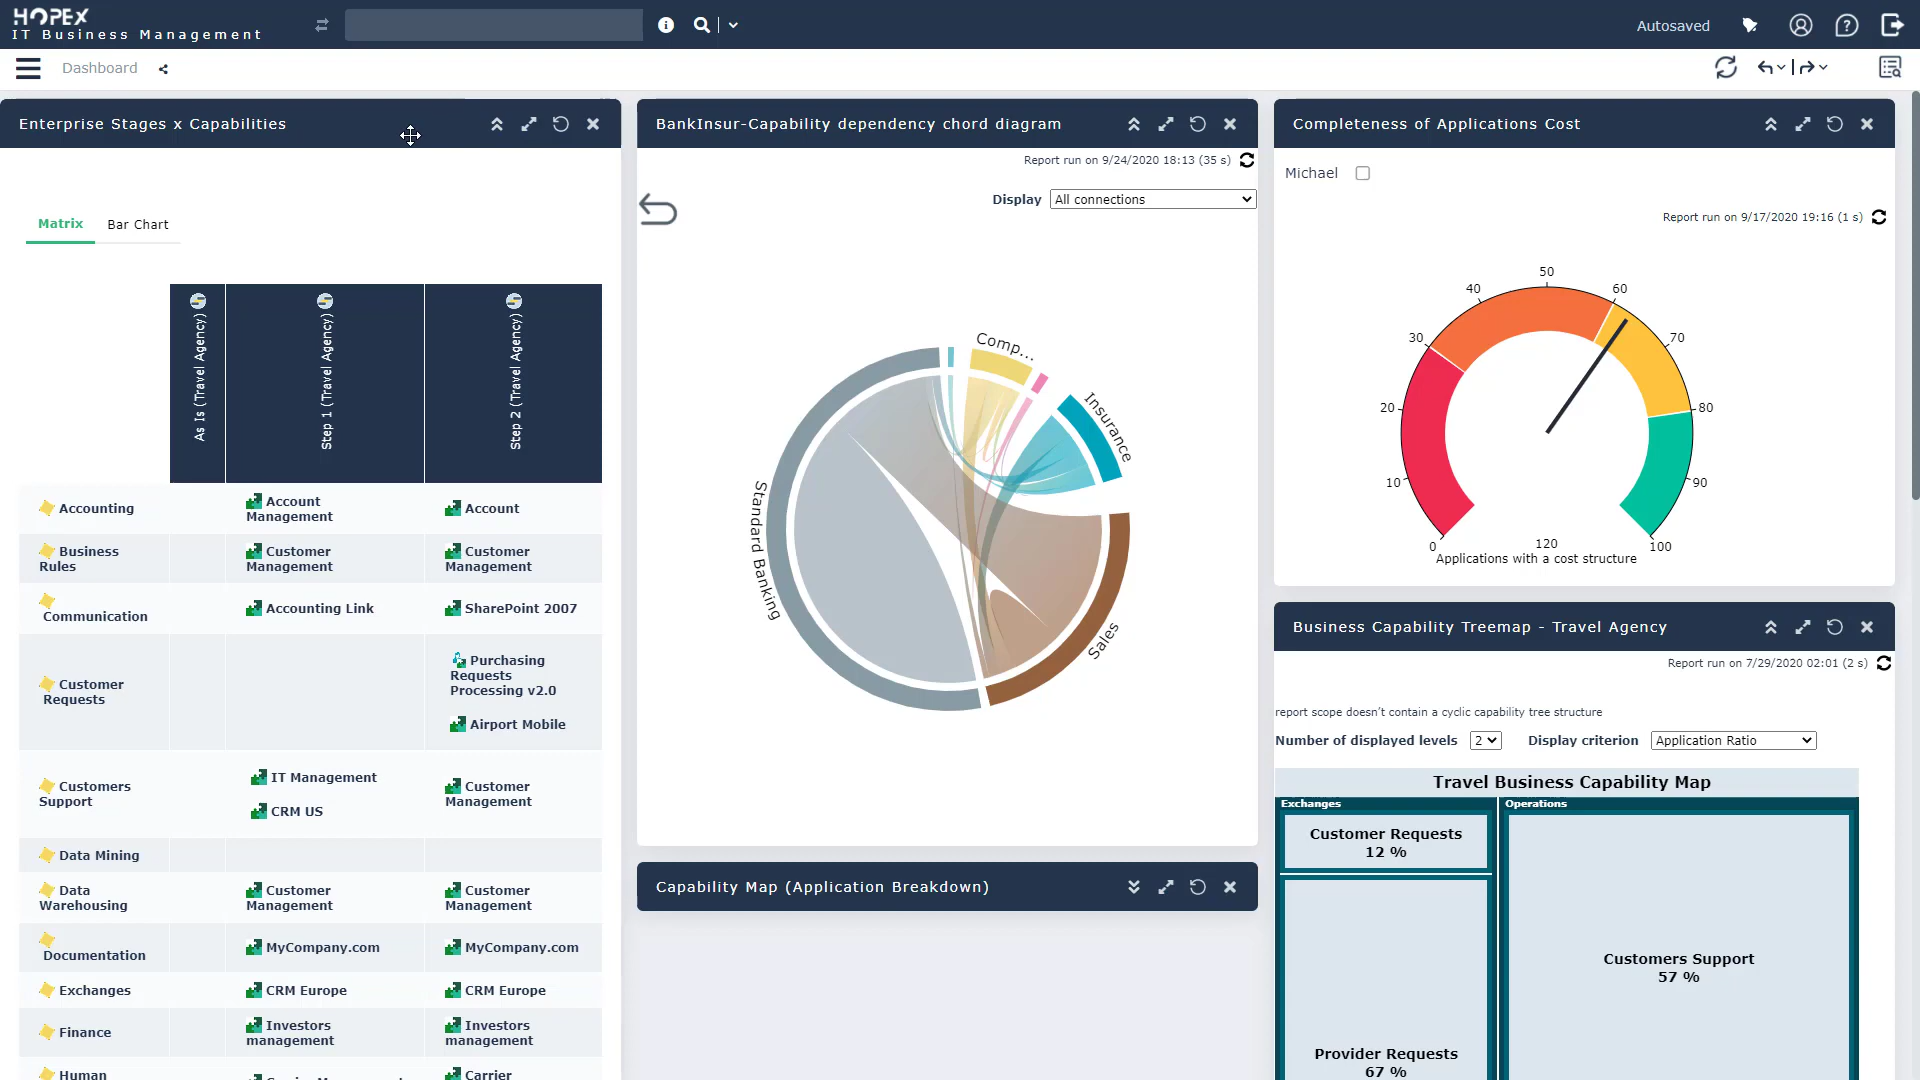 HOPEX
IT Business Management
Autosaved
Dashboard
Enterprise Stages x Capabilities
Matrix
Bar Chart
As Is (Travel Agency)
Step 1 (Travel Agency)
Step 2 (Travel Agency)
Accounting
Account
Management
Account
Business
Rules
Customer
Management
Customer
Management
Communication
Accounting Link
SharePoint 2007
Customer
Requests
Purchasing
Requests
Processing v2.0
Airport Mobile
Customers
Support
IT Management
CRM US
Customer
Management
Data Mining
Data
Warehousing
Customer
Management
Customer
Management
Documentation
MyCompany.com
MyCompany.com
Exchanges
CRM Europe
CRM Europe
Finance
Investors
management
Investors
management
Human
Carrier
BankInsur-Capability dependency chord diagram
Report run on 9/24/2020 18:13 (35 s)
Display
All connections
Comp...
Insurance
Standard Banking
Sales
Capability Map (Application Breakdown)
Completeness of Applications Cost
Michael
Report run on 9/17/2020 19:16 (1 s)
0
10
20
30
40
50
60
70
80
90
100
120
Applications with a cost structure
Business Capability Treemap - Travel Agency
Report run on 7/29/2020 02:01 (2 s)
report scope doesn't contain a cyclic capability tree structure
Number of displayed levels
2
Display criterion
Application Ratio
Travel Business Capability Map
Exchanges
Operations
Customer Requests
12 %
Customers Support
57 %
Provider Requests
67 %